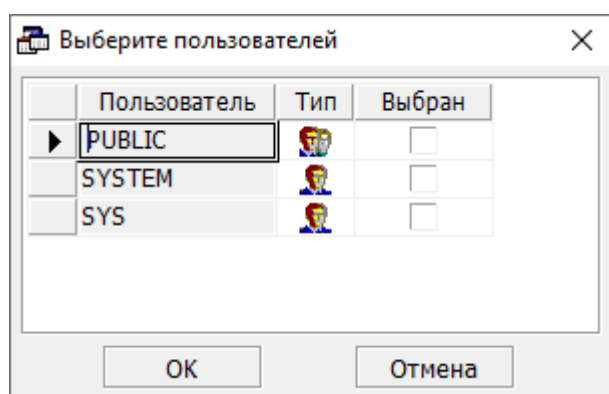 Выберите пользователей
Пользователь Тип Выбран
PUBLIC
SYSTEM
SYS
OK Отмена